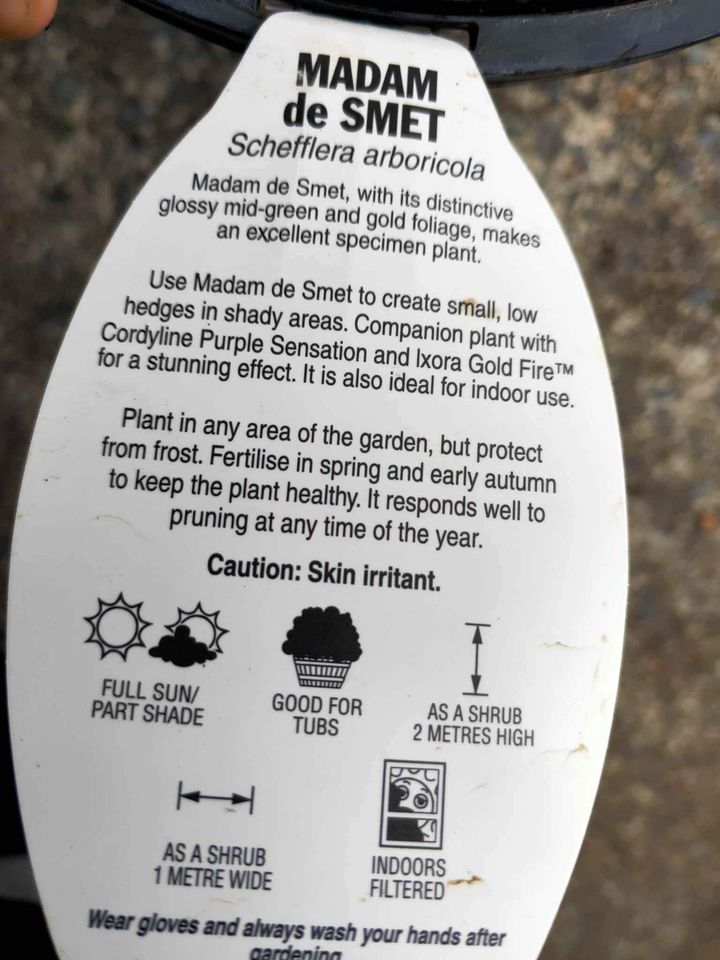 MADAM
de SMET
Schefflera arboricola
Madam de Smet, with its distinctive
glossy mid-green and gold foliage, makes
an excellent specimen plant.
Use Madam de Smet to create small, low
hedges in shady areas. Companion plant with
Cordyline Purple Sensation and Ixora Gold Fire™
for a stunning effect. It is also ideal for indoor use.
Plant in any area of the garden, but protect
from frost. Fertilise in spring and early autumn
to keep the plant healthy. It responds well to
pruning at any time of the year.
Caution: Skin irritant.
FULL SUN/
PART SHADE
GOOD FOR
TUBS
AS A SHRUB
2 METRES HIGH
AS A SHRUB
1 METRE WIDE
INDOORS
FILTERED
Wear gloves and always wash your hands after
gardening